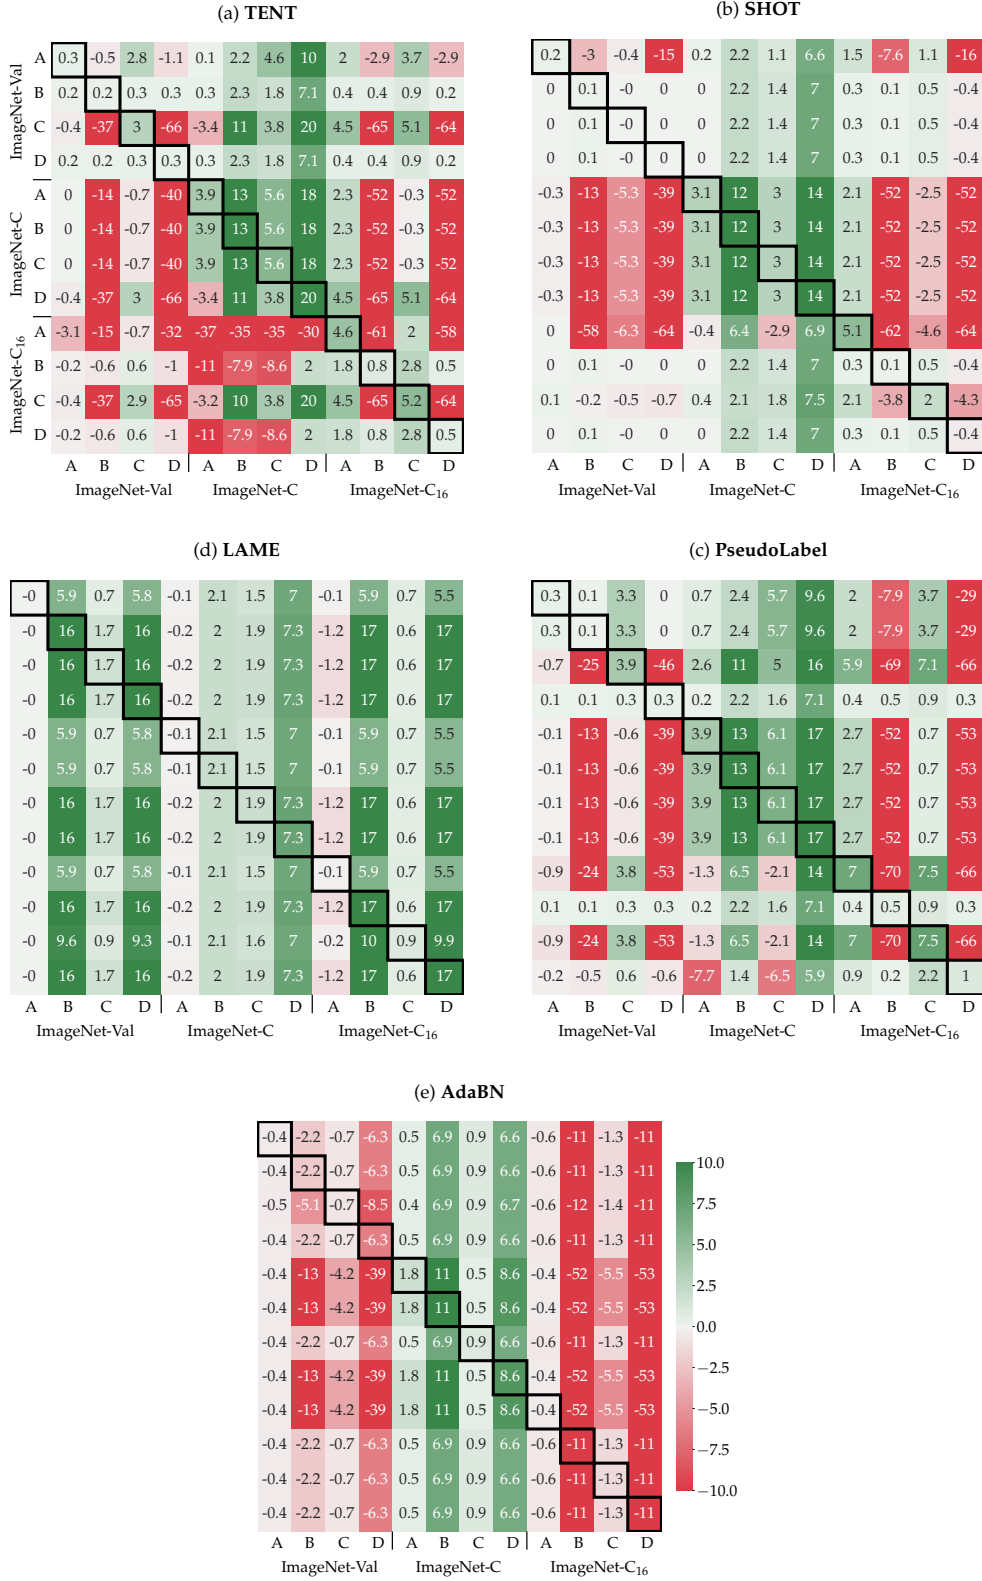 (a) TENT
ImageNet-Val
A 0.3 -0.5 2.8 -1.1 0.1 2.2 4.6 10 2 -2.9 3.7 -2.9
B 0.2 0.2 0.3 0.3 0.3 2.3 1.8 7.1 0.4 0.4 0.9 0.2
C -0.4 -37 3 -66 -3.4 11 3.8 20 4.5 -65 5.1 -64
D 0.2 0.2 0.3 0.3 0.3 2.3 1.8 7.1 0.4 0.4 0.9 0.2
ImageNet-C
A 0 -14 -0.7 -40 3.9 13 5.6 18 2.3 -52 -0.3 -52
B 0 -14 -0.7 -40 3.9 13 5.6 18 2.3 -52 -0.3 -52
C 0 -14 -0.7 -40 3.9 13 5.6 18 2.3 -52 -0.3 -52
D -0.4 -37 3 -66 -3.4 11 3.8 20 4.5 -65 5.1 -64
ImageNet-C16
A -3.1 -15 -0.7 -32 -37 -35 -35 -30 4.6 -61 2 -58
B -0.2 -0.6 0.6 -1 -11 -7.9 -8.6 2 1.8 0.8 2.8 0.5
C -0.4 -37 2.9 -65 -3.2 10 3.8 20 4.5 -65 5.2 -64
D -0.2 -0.6 0.6 -1 -11 -7.9 -8.6 2 1.8 0.8 2.8 0.5
A B C D A B C D A B C D
ImageNet-Val ImageNet-C ImageNet-C16
(b) SHOT
0.2 -3 -0.4 -15 0.2 2.2 1.1 6.6 1.5 -7.6 1.1 -16
0 0.1 -0 0 0 2.2 1.4 7 0.3 0.1 0.5 -0.4
0 0.1 -0 0 0 2.2 1.4 7 0.3 0.1 0.5 -0.4
0 0.1 -0 0 0 2.2 1.4 7 0.3 0.1 0.5 -0.4
-0.3 -13 -5.3 -39 3.1 12 3 14 2.1 -52 -2.5 -52
-0.3 -13 -5.3 -39 3.1 12 3 14 2.1 -52 -2.5 -52
-0.3 -13 -5.3 -39 3.1 12 3 14 2.1 -52 -2.5 -52
-0.3 -13 -5.3 -39 3.1 12 3 14 2.1 -52 -2.5 -52
0 -58 -6.3 -64 -0.4 6.4 -2.9 6.9 5.1 -62 -4.6 -64
0 0.1 -0 0 0 2.2 1.4 7 0.3 0.1 0.5 -0.4
0.1 -0.2 -0.5 -0.7 0.4 2.1 1.8 7.5 2.1 -3.8 2 -4.3
0 0.1 -0 0 0 2.2 1.4 7 0.3 0.1 0.5 -0.4
A B C D A B C D A B C D
ImageNet-Val ImageNet-C ImageNet-C16
(d) LAME
-0 5.9 0.7 5.8 -0.1 2.1 1.5 7 -0.1 5.9 0.7 5.5
-0 16 1.7 16 -0.2 2 1.9 7.3 -1.2 17 0.6 17
-0 16 1.7 16 -0.2 2 1.9 7.3 -1.2 17 0.6 17
-0 16 1.7 16 -0.2 2 1.9 7.3 -1.2 17 0.6 17
-0 5.9 0.7 5.8 -0.1 2.1 1.5 7 -0.1 5.9 0.7 5.5
-0 5.9 0.7 5.8 -0.1 2.1 1.5 7 -0.1 5.9 0.7 5.5
-0 16 1.7 16 -0.2 2 1.9 7.3 -1.2 17 0.6 17
-0 16 1.7 16 -0.2 2 1.9 7.3 -1.2 17 0.6 17
-0 5.9 0.7 5.8 -0.1 2.1 1.5 7 -0.1 5.9 0.7 5.5
-0 16 1.7 16 -0.2 2 1.9 7.3 -1.2 17 0.6 17
-0 9.6 0.9 9.3 -0.1 2.1 1.6 7 -0.2 10 0.9 9.9
-0 16 1.7 16 -0.2 2 1.9 7.3 -1.2 17 0.6 17
A B C D A B C D A B C D
ImageNet-Val ImageNet-C ImageNet-C16
(c) PseudoLabel
0.3 0.1 3.3 0 0.7 2.4 5.7 9.6 2 -7.9 3.7 -29
0.3 0.1 3.3 0 0.7 2.4 5.7 9.6 2 -7.9 3.7 -29
-0.7 -25 3.9 -46 2.6 11 5 16 5.9 -69 7.1 -66
0.1 0.1 0.3 0.3 0.2 2.2 1.6 7.1 0.4 0.5 0.9 0.3
-0.1 -13 -0.6 -39 3.9 13 6.1 17 2.7 -52 0.7 -53
-0.1 -13 -0.6 -39 3.9 13 6.1 17 2.7 -52 0.7 -53
-0.1 -13 -0.6 -39 3.9 13 6.1 17 2.7 -52 0.7 -53
-0.1 -13 -0.6 -39 3.9 13 6.1 17 2.7 -52 0.7 -53
-0.9 -24 3.8 -53 -1.3 6.5 -2.1 14 7 -70 7.5 -66
0.1 0.1 0.3 0.3 0.2 2.2 1.6 7.1 0.4 0.5 0.9 0.3
-0.9 -24 3.8 -53 -1.3 6.5 -2.1 14 7 -70 7.5 -66
-0.2 -0.5 0.6 -0.6 -7.7 1.4 -6.5 5.9 0.9 0.2 2.2 1
A B C D A B C D A B C D
ImageNet-Val ImageNet-C ImageNet-C16
(e) AdaBN
-0.4 -2.2 -0.7 -6.3 0.5 6.9 0.9 6.6 -0.6 -11 -1.3 -11
-0.4 -2.2 -0.7 -6.3 0.5 6.9 0.9 6.6 -0.6 -11 -1.3 -11
-0.5 -5.1 -0.7 -8.5 0.4 6.9 0.9 6.7 -0.6 -12 -1.4 -11
-0.4 -2.2 -0.7 -6.3 0.5 6.9 0.9 6.6 -0.6 -11 -1.3 -11
-0.4 -13 -4.2 -39 1.8 11 0.5 8.6 -0.4 -52 -5.5 -53
-0.4 -13 -4.2 -39 1.8 11 0.5 8.6 -0.4 -52 -5.5 -53
-0.4 -2.2 -0.7 -6.3 0.5 6.9 0.9 6.6 -0.6 -11 -1.3 -11
-0.4 -13 -4.2 -39 1.8 11 0.5 8.6 -0.4 -52 -5.5 -53
-0.4 -13 -4.2 -39 1.8 11 0.5 8.6 -0.4 -52 -5.5 -53
-0.4 -2.2 -0.7 -6.3 0.5 6.9 0.9 6.6 -0.6 -11 -1.3 -11
-0.4 -2.2 -0.7 -6.3 0.5 6.9 0.9 6.6 -0.6 -11 -1.3 -11
-0.4 -2.2 -0.7 -6.3 0.5 6.9 0.9 6.6 -0.6 -11 -1.3 -11
A B C D A B C D A B C D
ImageNet-Val ImageNet-C ImageNet-C16
10.0
7.5
5.0
2.5
0.0
−2.5
−5.0
−7.5
−10.0